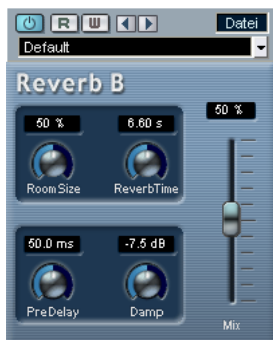 R W Datei
Default
Reverb B
50 % 6.60 s 50 %
RoomSize ReverbTime
50.0 ms -7.5 dB
PreDelay Damp
Mix